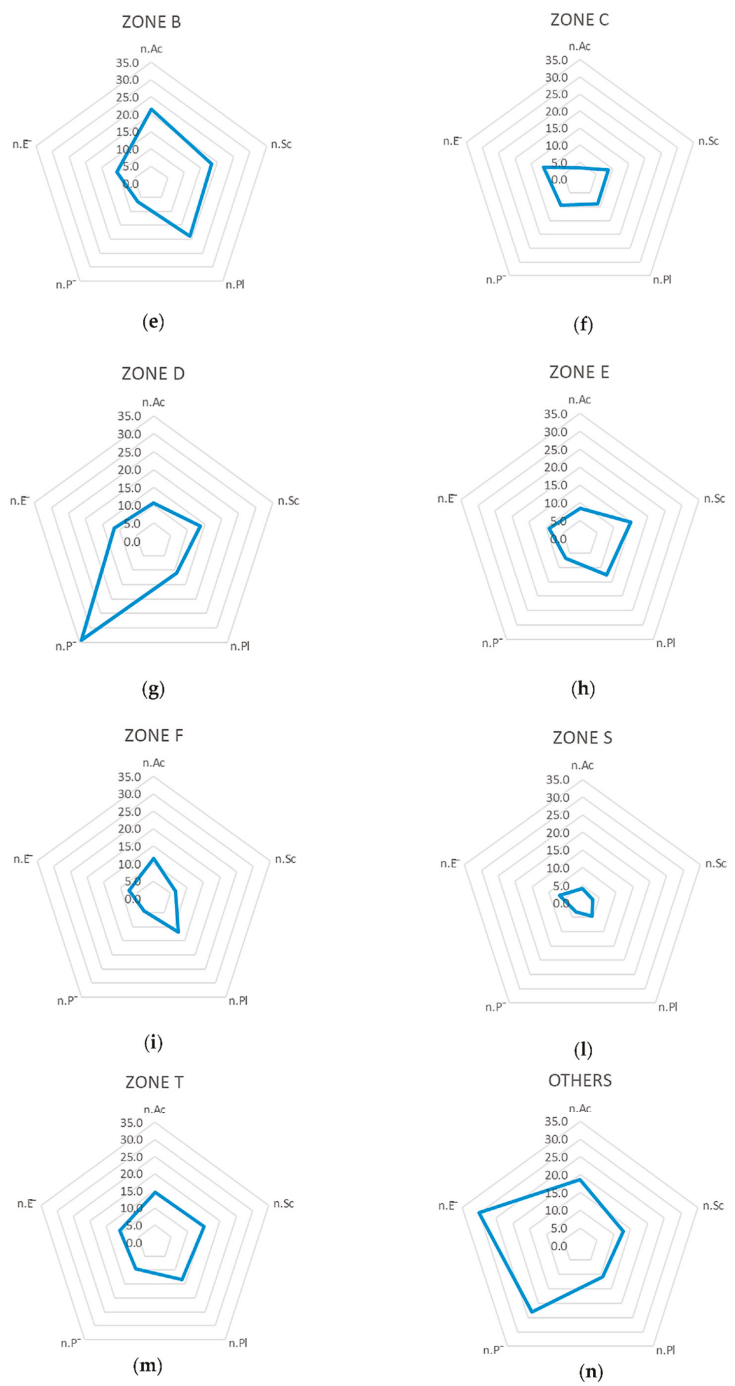 ZONE B
n.Ac
35.0
30.0
25.0
20.0
15.0
10.0
5.0
0.0
n.E⁻
n.Sc
n.P⁻
n.Pl
(e)
ZONE C
n.Ac
35.0
30.0
25.0
20.0
15.0
10.0
5.0
0.0
n.E⁻
n.Sc
n.P⁻
n.Pl
(f)
ZONE D
n.Ac
35.0
30.0
25.0
20.0
15.0
10.0
5.0
0.0
n.E⁻
n.Sc
n.P⁻
n.Pl
(g)
ZONE E
n.Ac
35.0
30.0
25.0
20.0
15.0
10.0
5.0
0.0
n.E⁻
n.Sc
n.P⁻
n.Pl
(h)
ZONE F
n.Ac
35.0
30.0
25.0
20.0
15.0
10.0
5.0
0.0
n.E⁻
n.Sc
n.P⁻
n.Pl
(i)
ZONE S
n.Ac
35.0
30.0
25.0
20.0
15.0
10.0
5.0
0.0
n.E⁻
n.Sc
n.P⁻
n.Pl
(l)
ZONE T
n.Ac
35.0
30.0
25.0
20.0
15.0
10.0
5.0
0.0
n.E⁻
n.Sc
n.P⁻
n.Pl
(m)
OTHERS
n.Ac
35.0
30.0
25.0
20.0
15.0
10.0
5.0
0.0
n.E⁻
n.Sc
n.P⁻
n.Pl
(n)